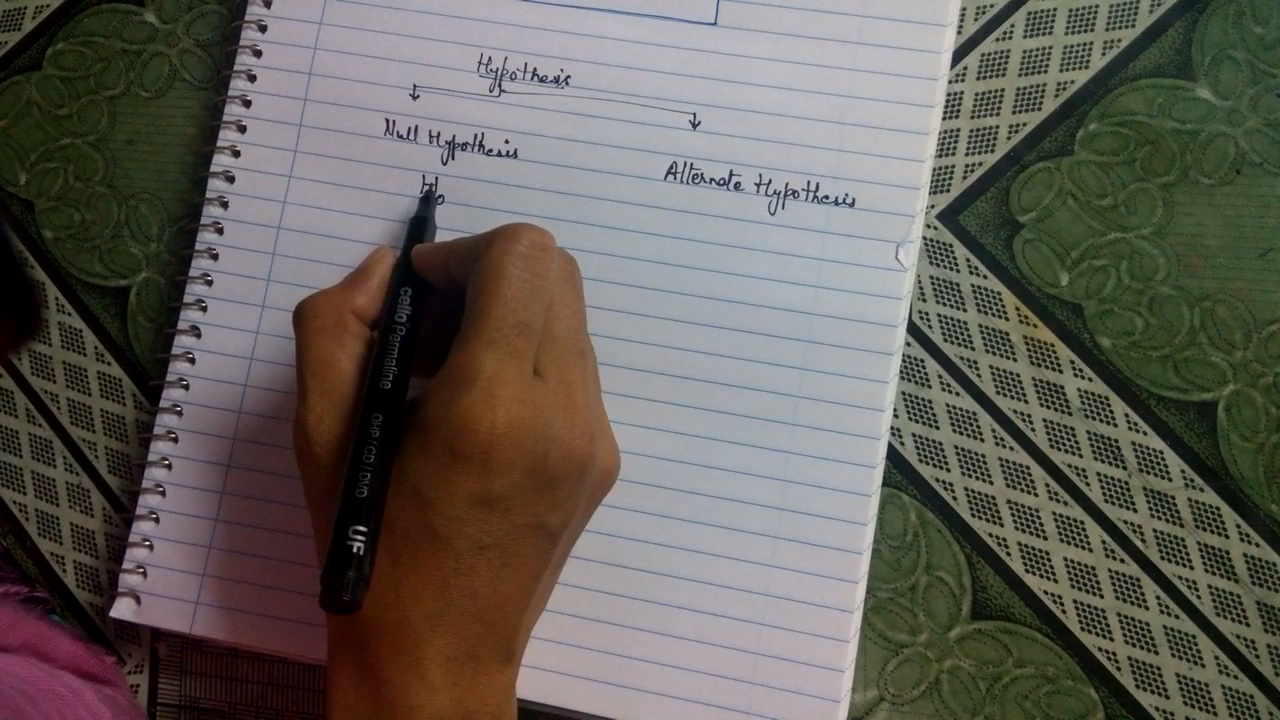 Hypothesis
Null Hypothesis
Alternate Hypothesis
H₀
cello Permaline OHP/CD/DVD UF